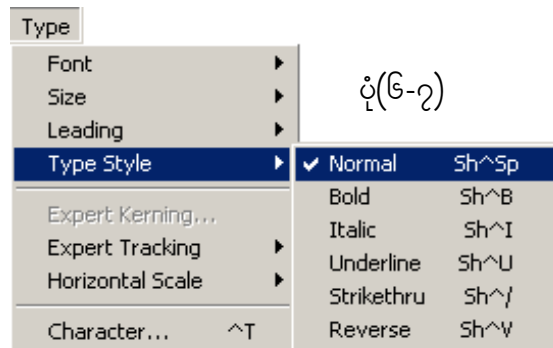 Type
Font
Size
Leading
Type Style
Expert Kerning...
Expert Tracking
Horizontal Scale
Character... ^T
ပုံ(၆-၇)
Normal Sh^Sp
Bold Sh^B
Italic Sh^I
Underline Sh^U
Strikethru Sh^/
Reverse Sh^V